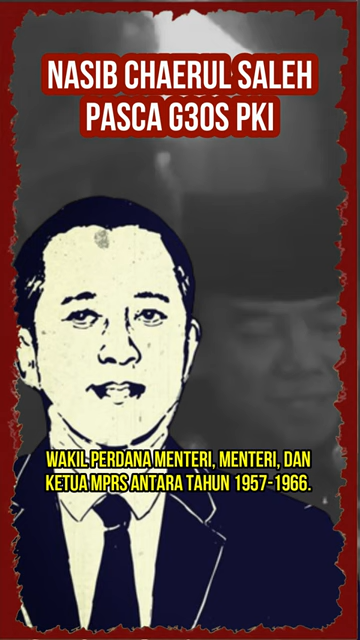 NASIB CHAERUL SALEH
PASCA G30S PKI
WAKIL PERDANA MENTERI, MENTERI, DAN
KETUA MPRS ANTARA TAHUN 1957-1966.